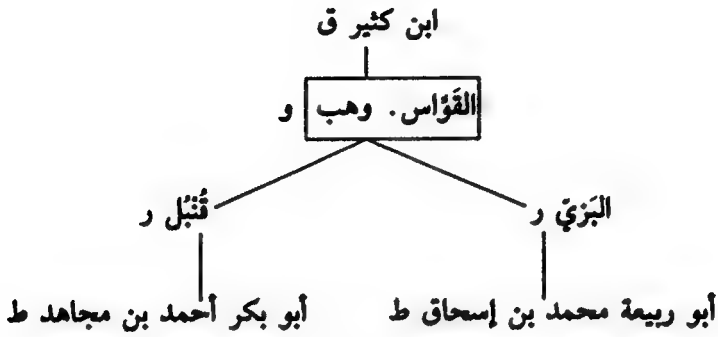 ابن كثير ق
القَوَّاس. وهب و
البَزيّ ر قُنْبُل ر
أبو ربيعة محمد بن إسحاق ط أبو بكر أحمد بن مجاهد ط